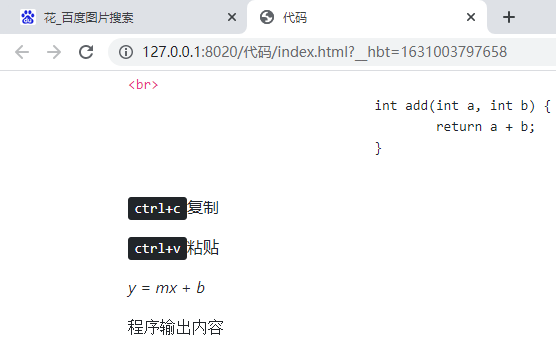 花_百度图片搜索
代码
127.0.0.1:8020/代码/index.html?__hbt=1631003797658
<br>
int add(int a, int b) {
return a + b;
}
ctrl+c复制
ctrl+v粘贴
y = mx + b
程序输出内容